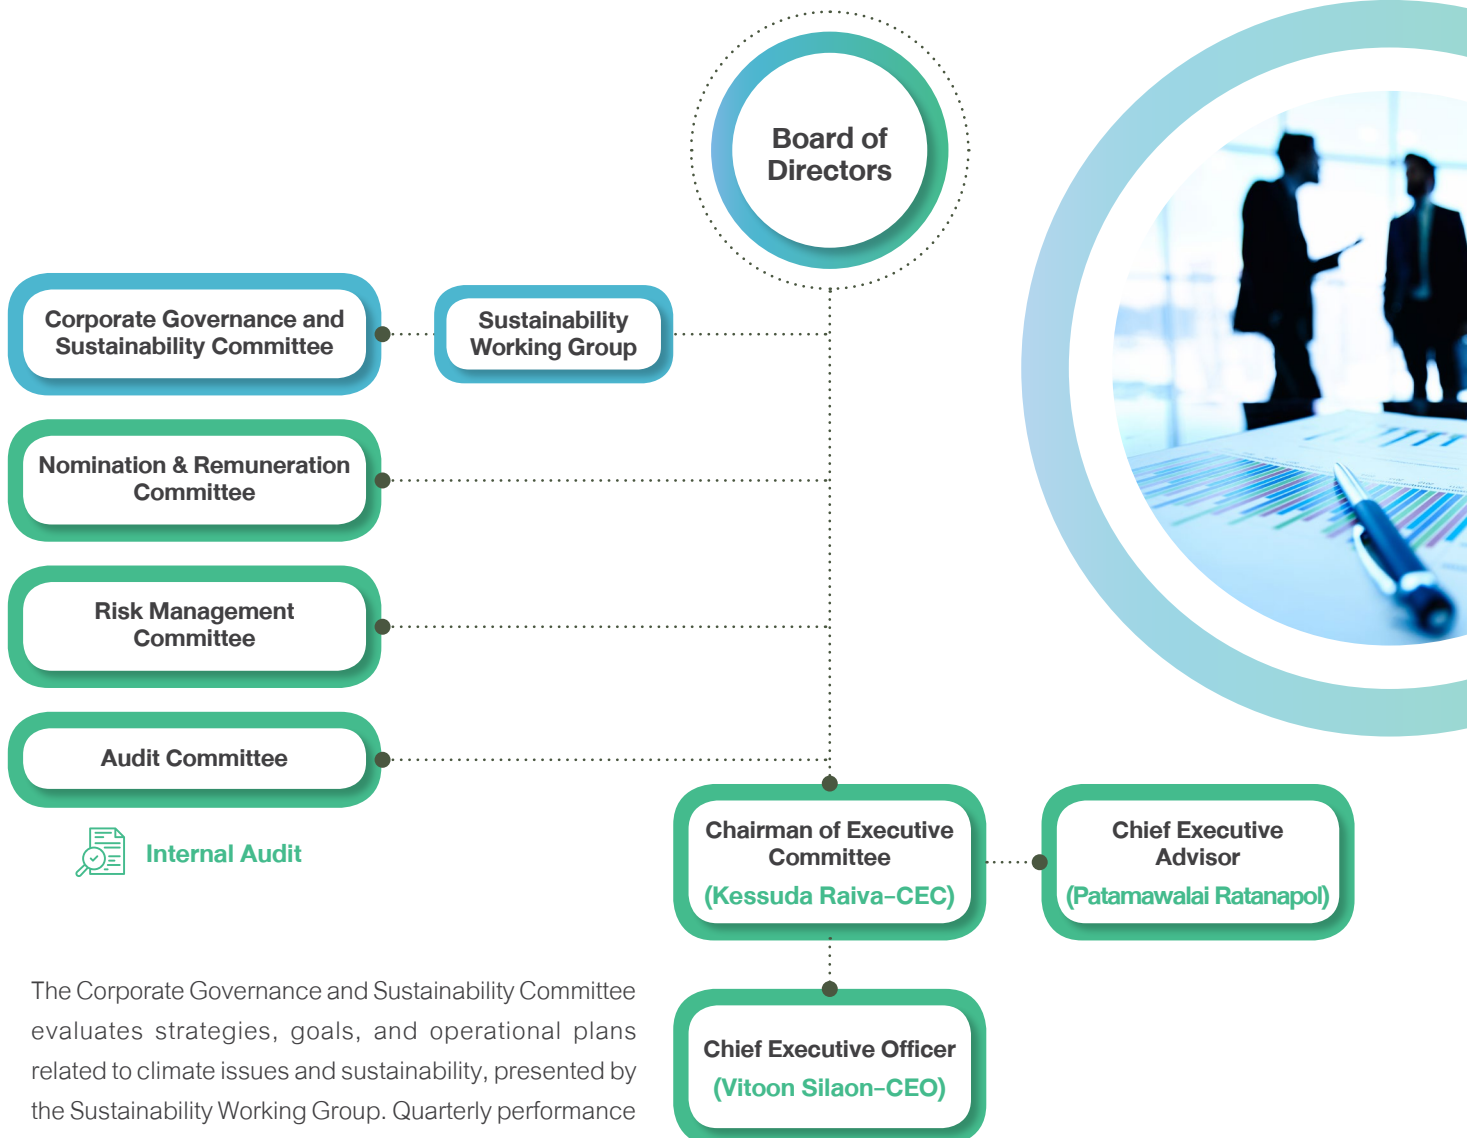 Board of
Directors
Corporate Governance and
Sustainability Committee
Sustainability
Working Group
Nomination & Remuneration
Committee
Risk Management
Committee
Audit Committee
Internal Audit
Chairman of Executive
Committee
(Kessuda Raiva-CEC)
Chief Executive
Advisor
(Patamawalai Ratanapol)
Chief Executive Officer
(Vitoon Silaon-CEO)
The Corporate Governance and Sustainability Committee
evaluates strategies, goals, and operational plans
related to climate issues and sustainability, presented by
the Sustainability Working Group. Quarterly performance